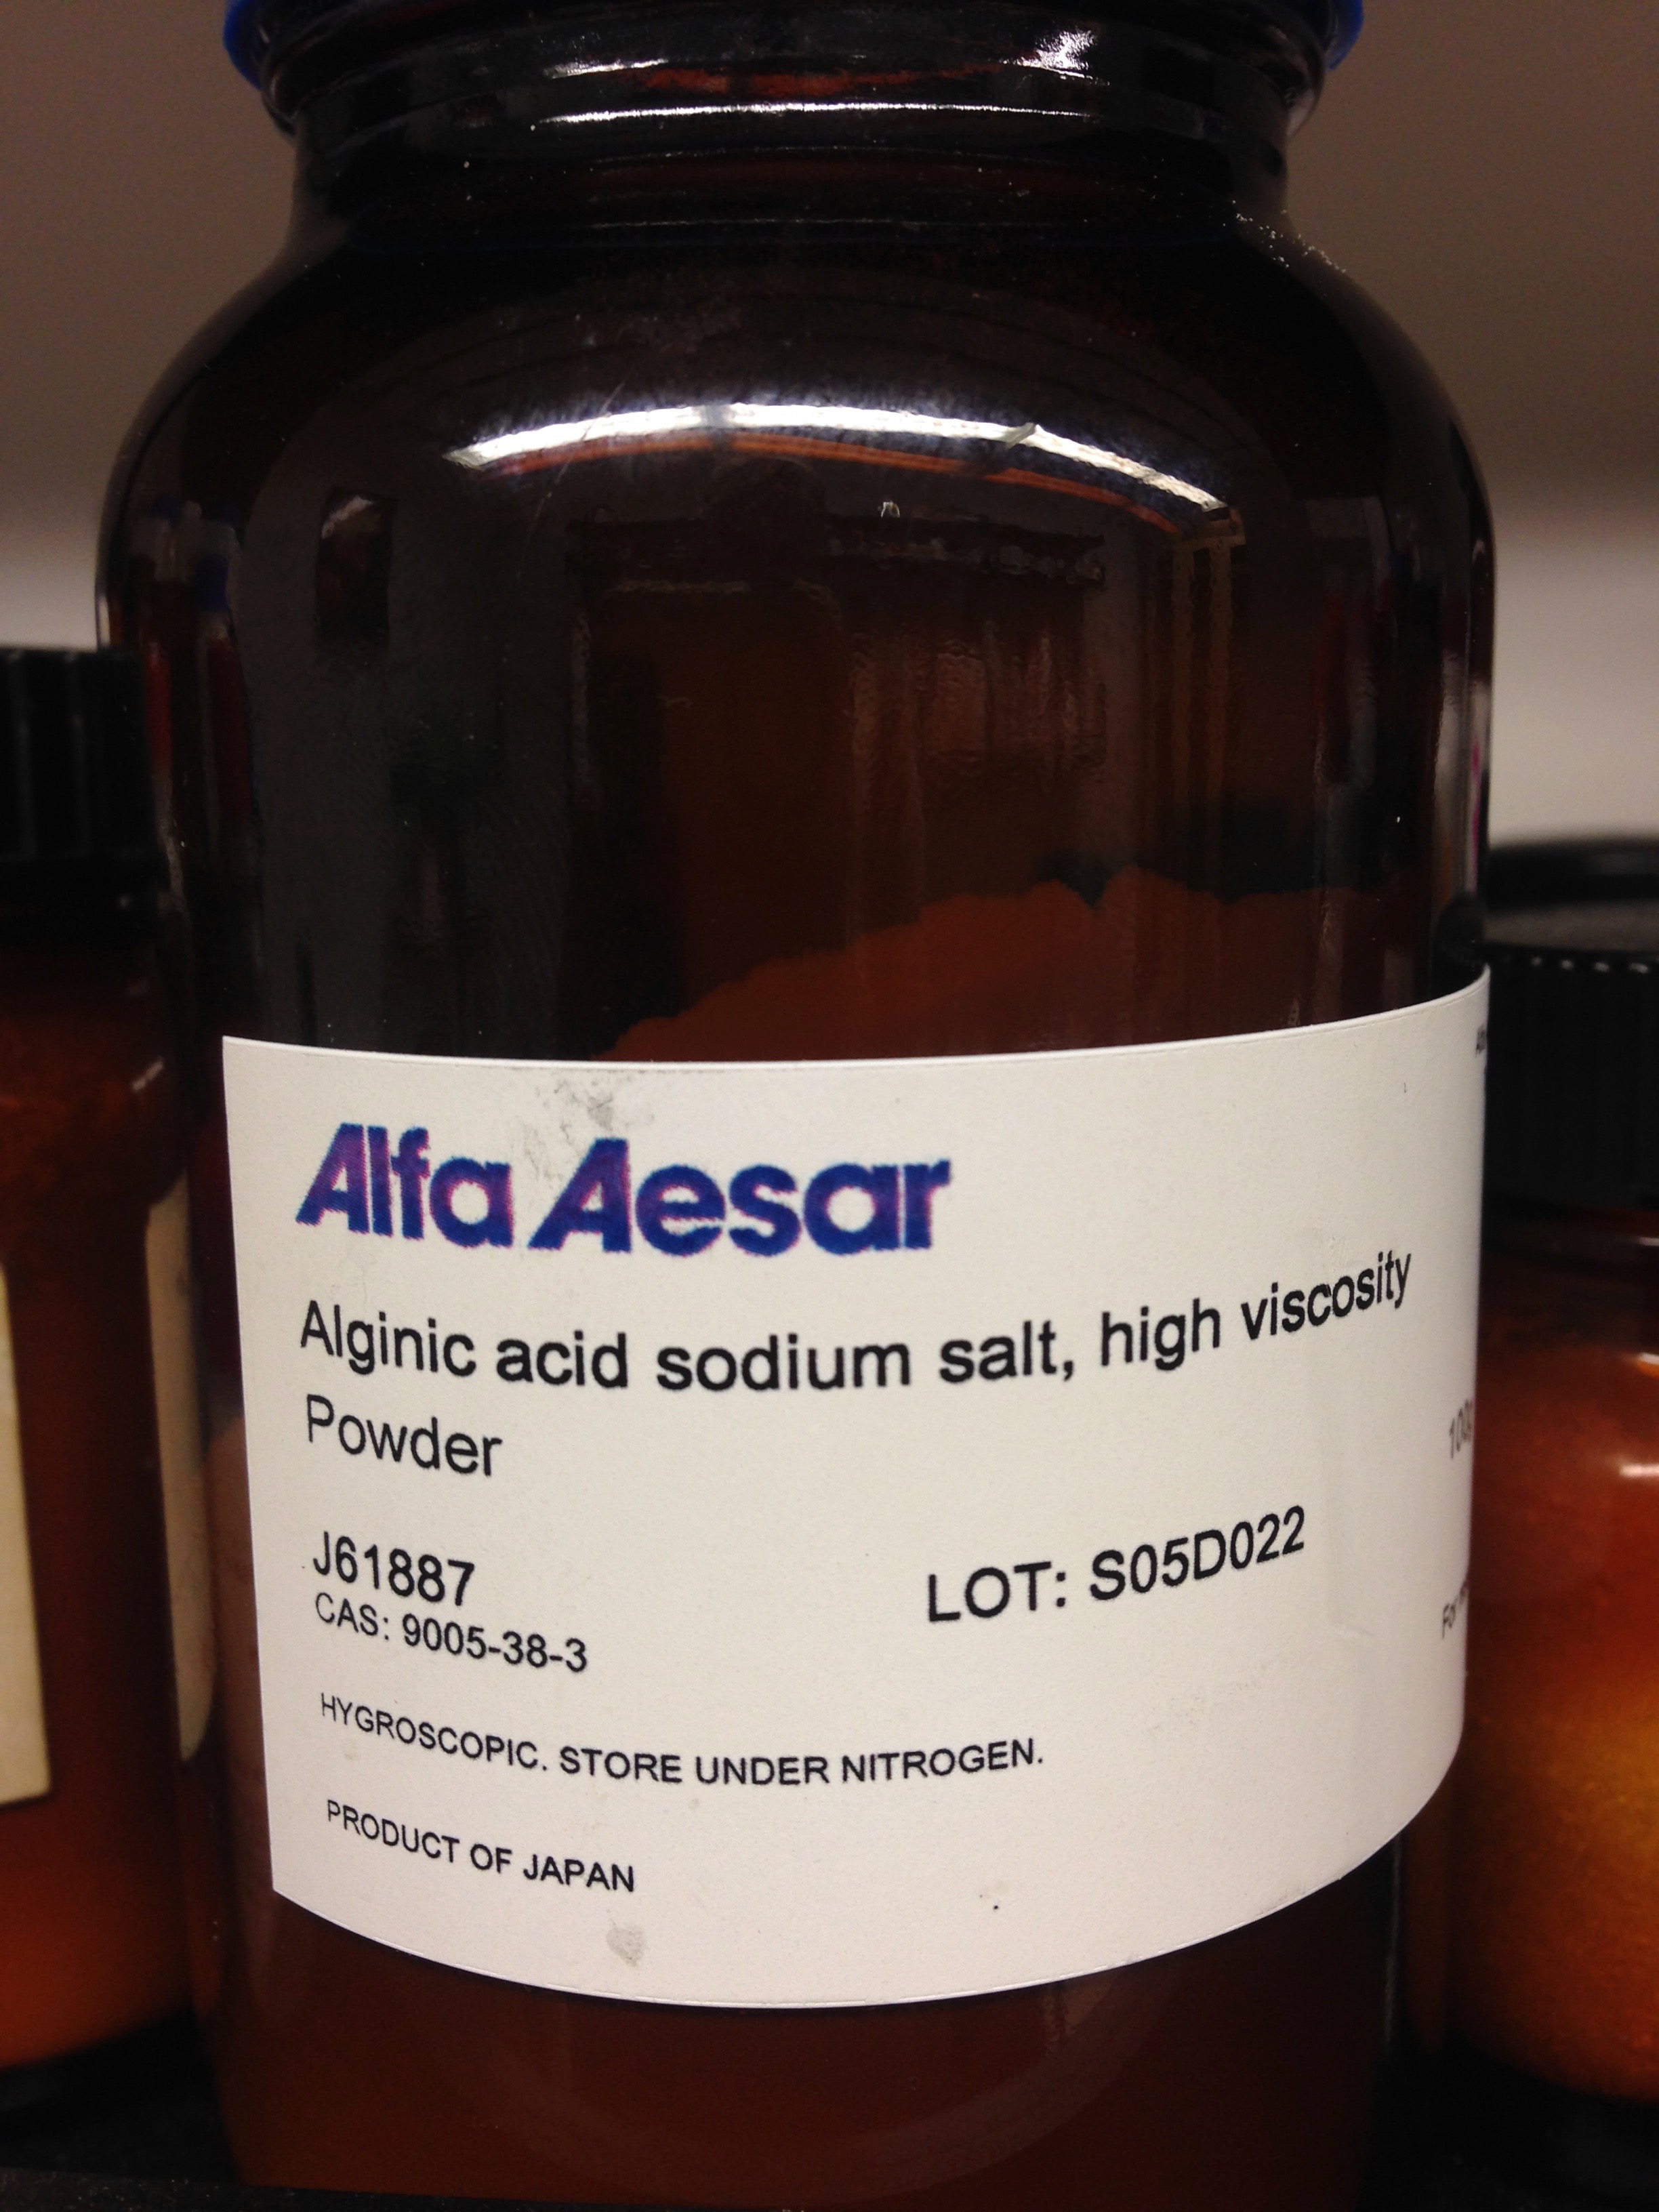 Alfa Aesar
Alginic acid sodium salt, high viscosity
Powder
J61887
LOT: S05D022
CAS: 9005-38-3
HYGROSCOPIC. STORE UNDER NITROGEN.
PRODUCT OF JAPAN